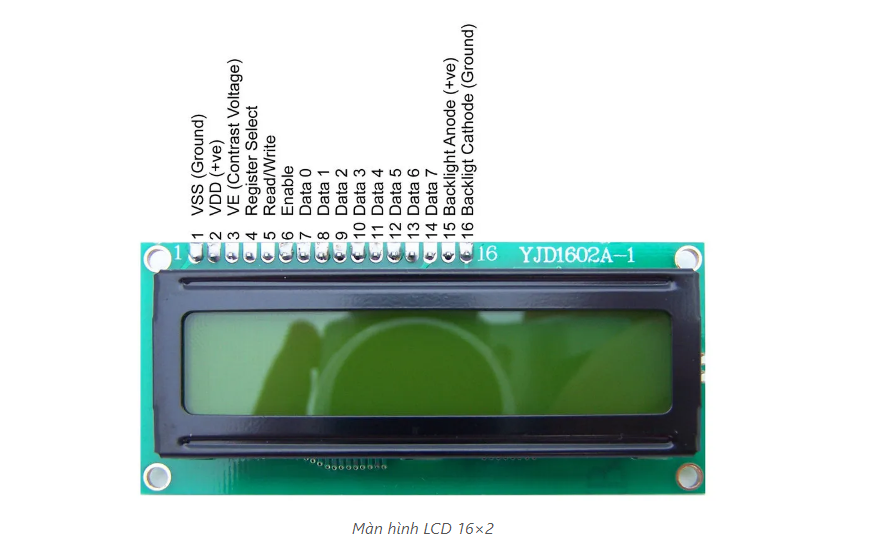 1 VSS (Ground)
2 VDD (+ve)
3 VE (Contrast Voltage)
4 Register Select
5 Read/Write
6 Enable
7 Data 0
8 Data 1
9 Data 2
10 Data 3
11 Data 4
12 Data 5
13 Data 6
14 Data 7
15 Backlight Anode (+ve)
16 Backligt Cathode (Ground)
1
16
YJD1602A-1
Màn hình LCD 16×2